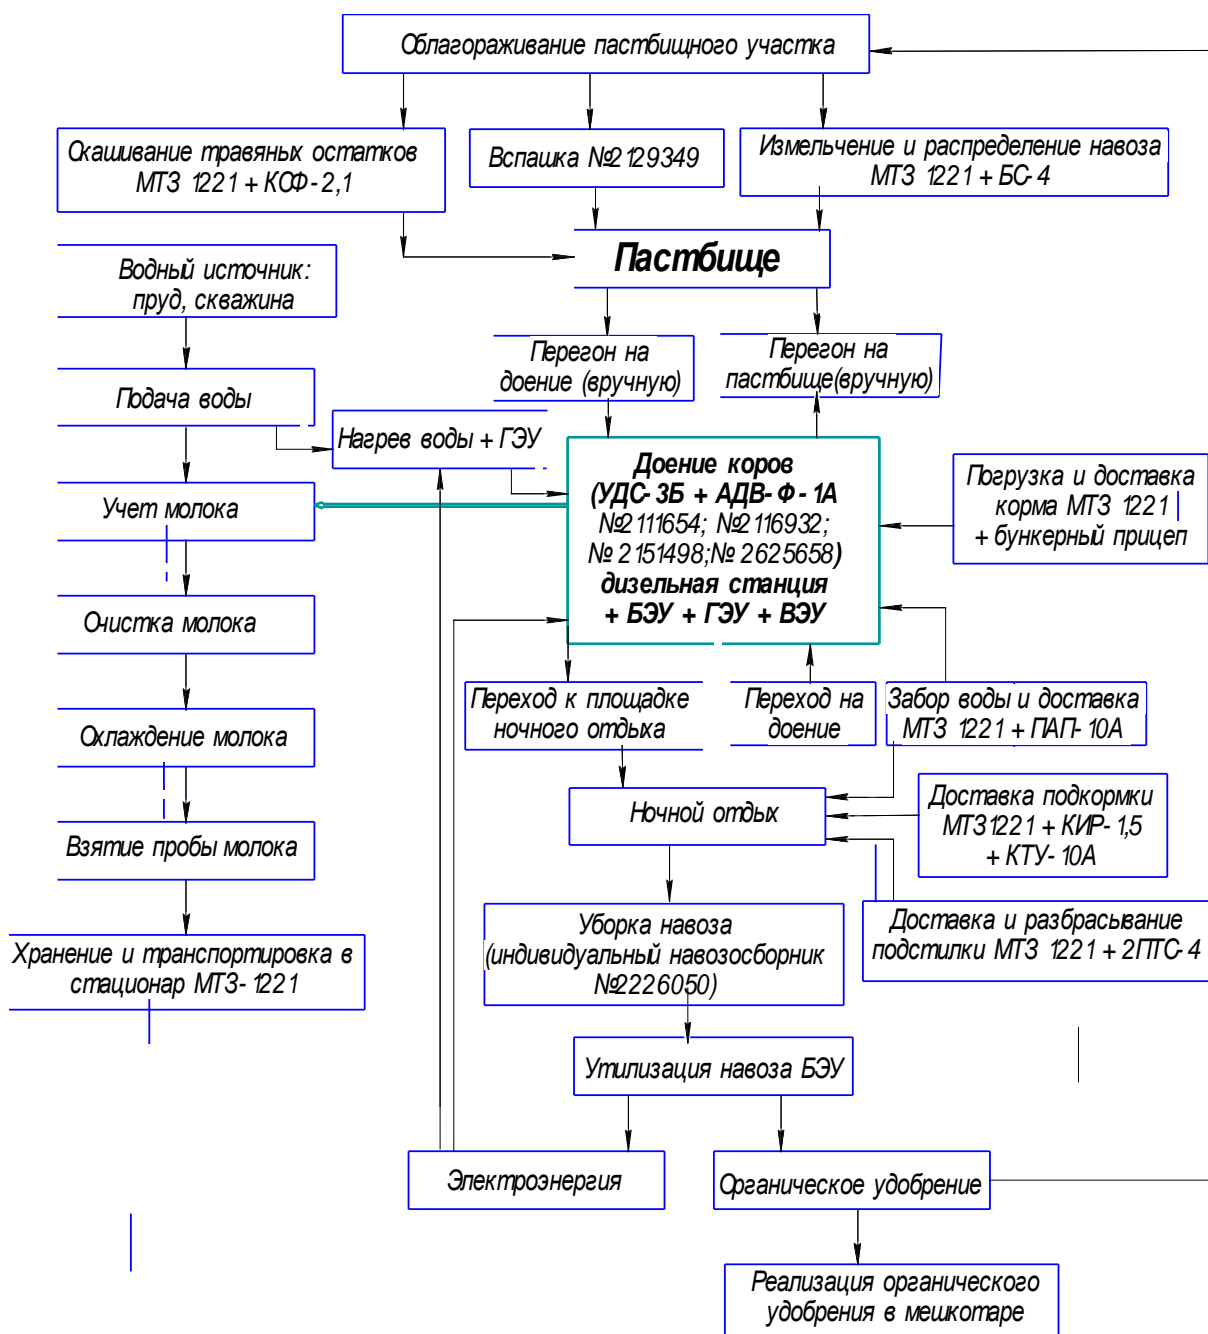 Облагораживание пастбищного участка
Скашивание травяных остатков
МТЗ 1221 + КОФ-2,1
Вспашка №2129349
Измельчение и распределение навоза
МТЗ 1221 + БС-4
Пастбище
Водный источник:
пруд, скважина
Перегон на
доение (вручную)
Перегон на
пастбище(вручную)
Подача воды
Нагрев воды + ГЭУ
Доение коров
(УДС-3Б + АДВ-Ф-1А
№2111654; №2116932;
№ 2151498;№ 2625658)
дизельная станция
+ БЭУ + ГЭУ + ВЭУ
Погрузка и доставка
корма МТЗ 1221
+ бункерный прицеп
Учет молока
Очистка молока
Охлаждение молока
Взятие пробы молока
Хранение и транспортировка в
стационар МТЗ-1221
Переход к площадке
ночного отдыха
Переход на
доение
Забор воды и доставка
МТЗ 1221 + ПАП-10А
Ночной отдых
Доставка подкормки
МТЗ1221 + КИР-1,5
+ КТУ-10А
Уборка навоза
(индивидуальный навозосборник
№2226050)
Доставка и разбрасывание
подстилки МТЗ 1221 + 2ПТС-4
Утилизация навоза БЭУ
Электроэнергия
Органическое удобрение
Реализация органического
удобрения в мешкотаре